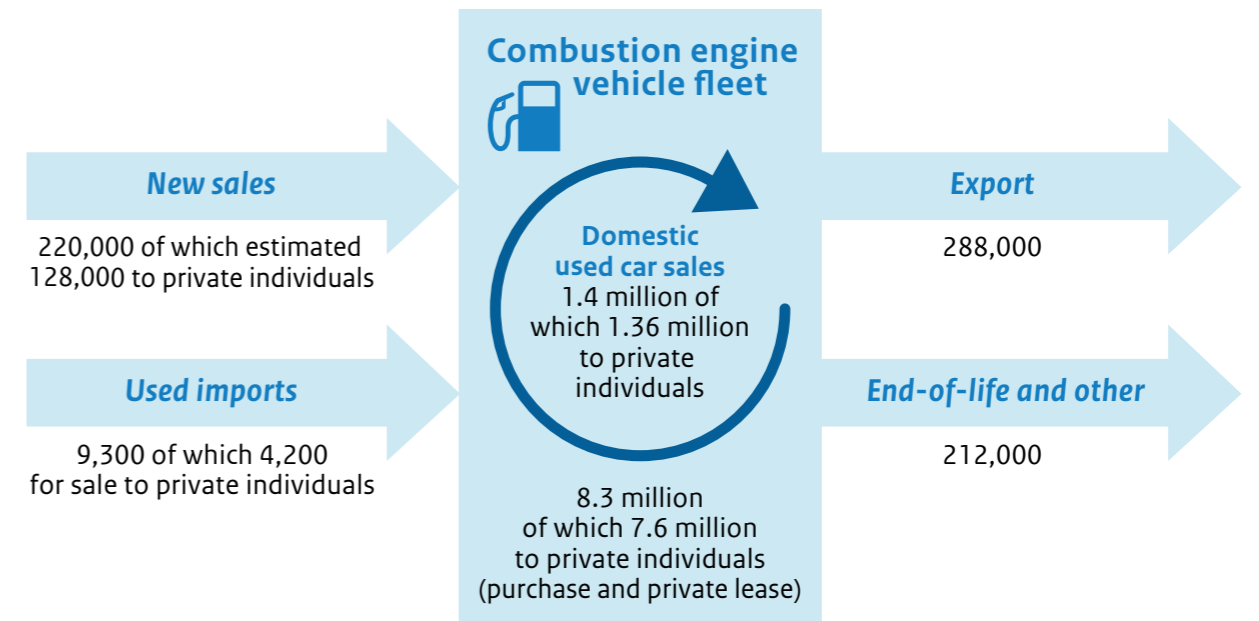 Combustion engine
vehicle fleet
New sales
220,000 of which estimated
128,000 to private individuals
Used imports
9,300 of which 4,200
for sale to private individuals
Domestic
used car sales
1.4 million of
which 1.36 million
to private
individuals
8.3 million
of which 7.6 million
to private individuals
(purchase and private lease)
Export
288,000
End-of-life and other
212,000